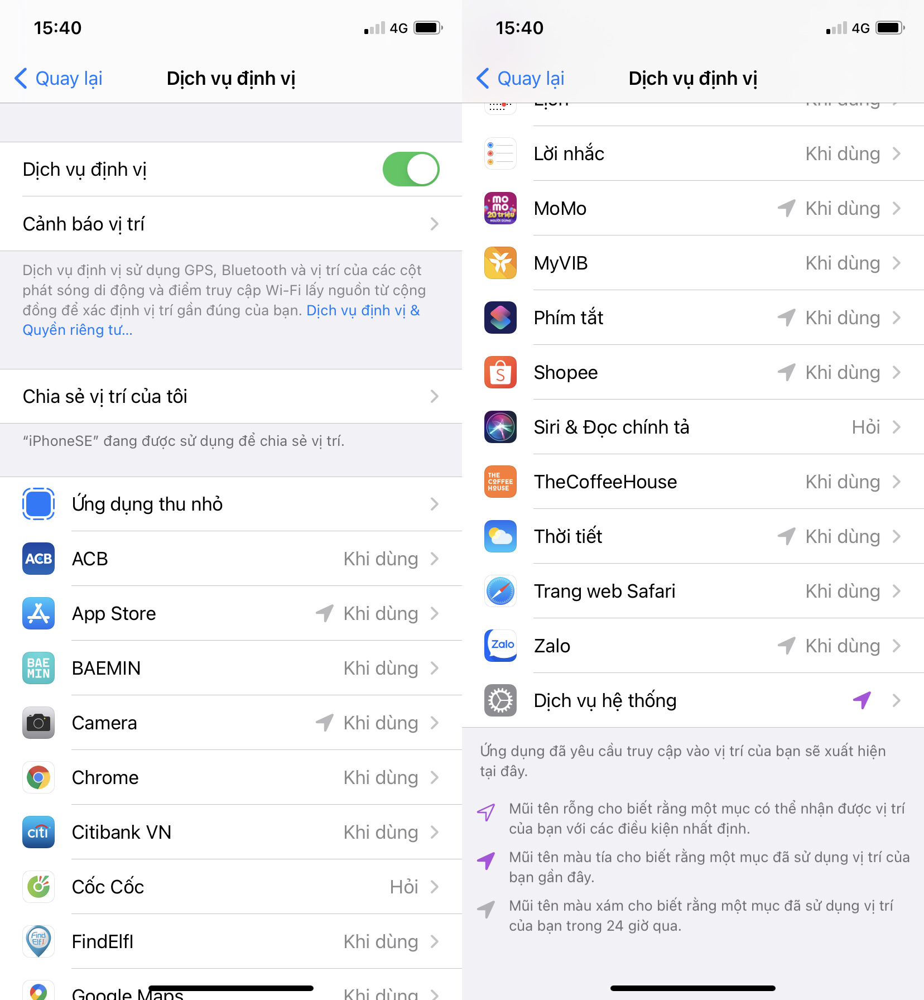 15:40
4G
Quay lại
Dịch vụ định vị
Dịch vụ định vị
Cảnh báo vị trí
Dịch vụ định vị sử dụng GPS, Bluetooth và vị trí của các cột
phát sóng di động và điểm truy cập Wi-Fi lấy nguồn từ cộng
đồng để xác định vị trí gần đúng của bạn. Dịch vụ định vị &
Quyền riêng tư...
Chia sẻ vị trí của tôi
“iPhoneSE” đang được sử dụng để chia sẻ vị trí.
Ứng dụng thu nhỏ
ACB
ACB
Khi dùng
App Store
Khi dùng
BAE
MIN
BAEMIN
Khi dùng
Camera
Khi dùng
Chrome
Khi dùng
citi
Citibank VN
Khi dùng
Cốc Cốc
Hỏi
Find
ElfI
FindElfI
Khi dùng
Google Maps
Khi dùng
15:40
4G
Quay lại
Dịch vụ định vị
Lịch
Khi dùng
Lời nhắc
Khi dùng
mo
mo
20 triệu
NGƯỜI DÙNG
MoMo
Khi dùng
MyVIB
Khi dùng
Phím tắt
Khi dùng
S
Shopee
Khi dùng
Siri & Đọc chính tả
Hỏi
THE
COFFEE
HOUSE
TheCoffeeHouse
Khi dùng
Thời tiết
Khi dùng
Trang web Safari
Khi dùng
Zalo
Zalo
Khi dùng
Dịch vụ hệ thống
Ứng dụng đã yêu cầu truy cập vào vị trí của bạn sẽ xuất hiện
tại đây.
Mũi tên rỗng cho biết rằng một mục có thể nhận được vị trí
của bạn với các điều kiện nhất định.
Mũi tên màu tía cho biết rằng một mục đã sử dụng vị trí của
bạn gần đây.
Mũi tên màu xám cho biết rằng một mục đã sử dụng vị trí
của bạn trong 24 giờ qua.